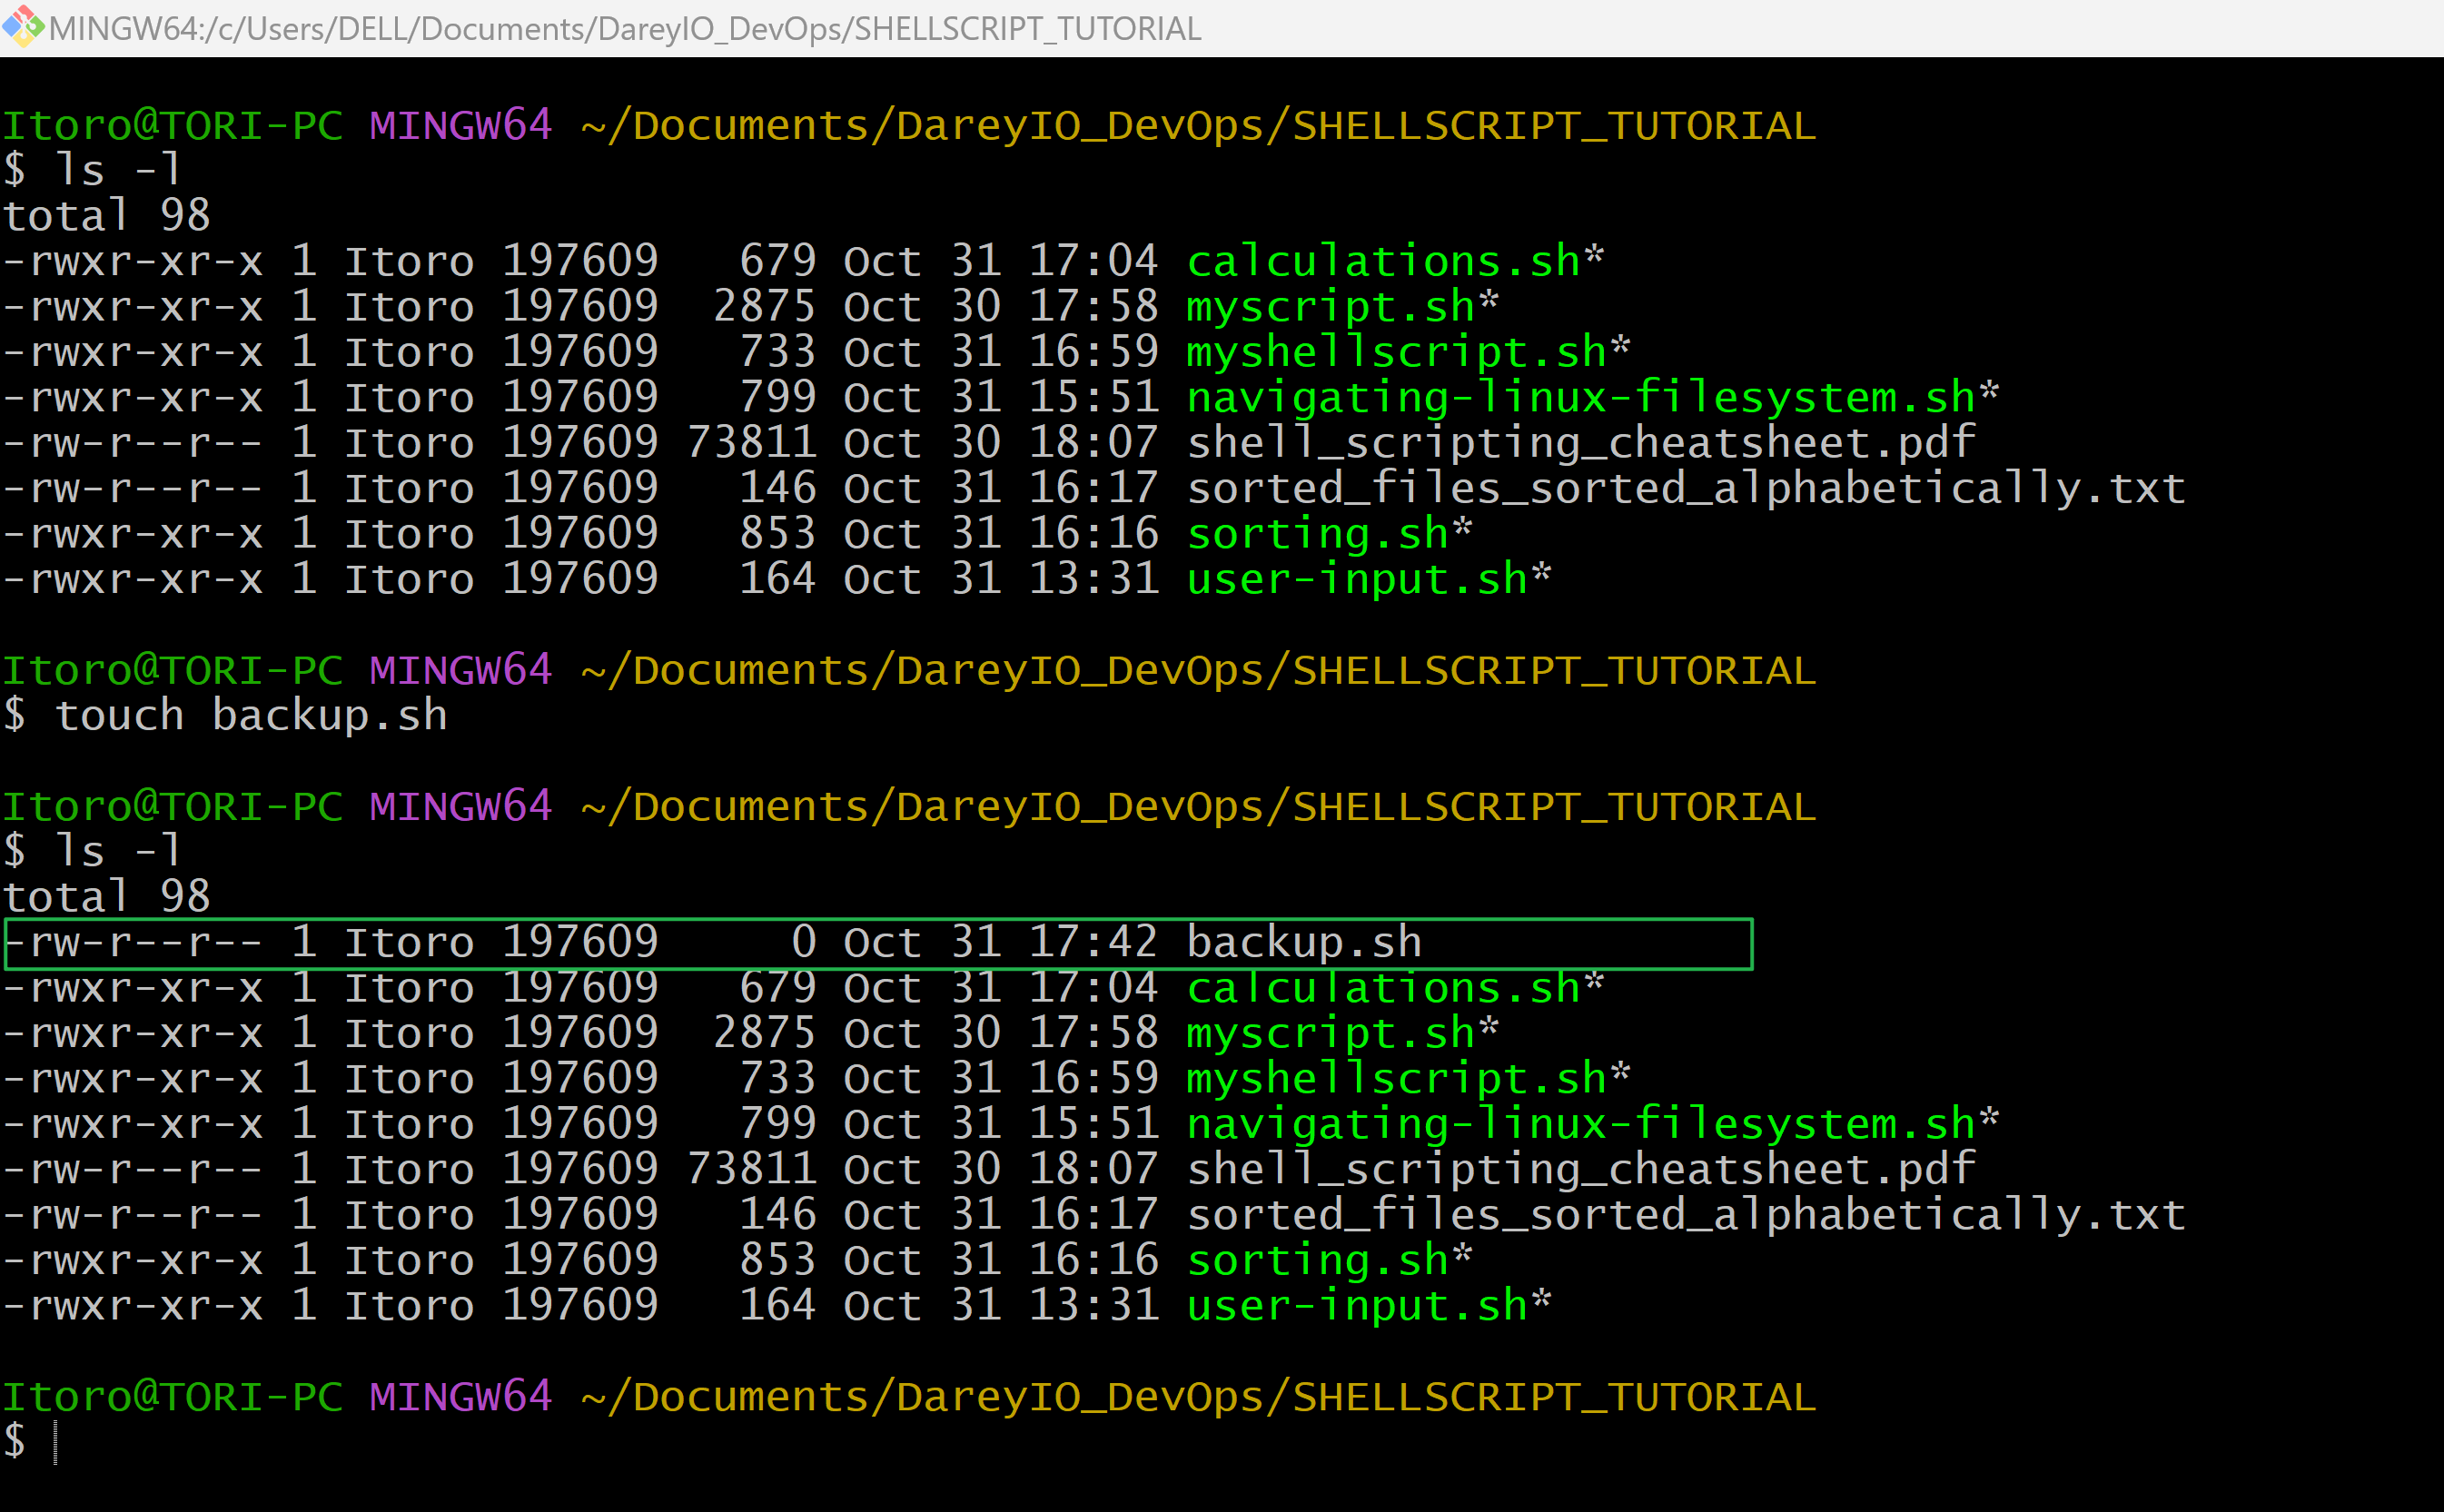 MINGW64:/c/Users/DELL/Documents/DareyIO_DevOps/SHELLSCRIPT_TUTORIAL
Itoro@TORI-PC MINGW64 ~/Documents/DareyIO_DevOps/SHELLSCRIPT_TUTORIAL
$ ls -l
total 98
-rwxr-xr-x 1 Itoro 197609   679 Oct 31 17:04 calculations.sh*
-rwxr-xr-x 1 Itoro 197609  2875 Oct 30 17:58 myscript.sh*
-rwxr-xr-x 1 Itoro 197609   733 Oct 31 16:59 myshellscript.sh*
-rwxr-xr-x 1 Itoro 197609   799 Oct 31 15:51 navigating-linux-filesystem.sh*
-rw-r--r-- 1 Itoro 197609 73811 Oct 30 18:07 shell_scripting_cheatsheet.pdf
-rw-r--r-- 1 Itoro 197609   146 Oct 31 16:17 sorted_files_sorted_alphabetically.txt
-rwxr-xr-x 1 Itoro 197609   853 Oct 31 16:16 sorting.sh*
-rwxr-xr-x 1 Itoro 197609   164 Oct 31 13:31 user-input.sh*
Itoro@TORI-PC MINGW64 ~/Documents/DareyIO_DevOps/SHELLSCRIPT_TUTORIAL
$ touch backup.sh
Itoro@TORI-PC MINGW64 ~/Documents/DareyIO_DevOps/SHELLSCRIPT_TUTORIAL
$ ls -l
total 98
-rw-r--r-- 1 Itoro 197609     0 Oct 31 17:42 backup.sh
-rwxr-xr-x 1 Itoro 197609   679 Oct 31 17:04 calculations.sh*
-rwxr-xr-x 1 Itoro 197609  2875 Oct 30 17:58 myscript.sh*
-rwxr-xr-x 1 Itoro 197609   733 Oct 31 16:59 myshellscript.sh*
-rwxr-xr-x 1 Itoro 197609   799 Oct 31 15:51 navigating-linux-filesystem.sh*
-rw-r--r-- 1 Itoro 197609 73811 Oct 30 18:07 shell_scripting_cheatsheet.pdf
-rw-r--r-- 1 Itoro 197609   146 Oct 31 16:17 sorted_files_sorted_alphabetically.txt
-rwxr-xr-x 1 Itoro 197609   853 Oct 31 16:16 sorting.sh*
-rwxr-xr-x 1 Itoro 197609   164 Oct 31 13:31 user-input.sh*
Itoro@TORI-PC MINGW64 ~/Documents/DareyIO_DevOps/SHELLSCRIPT_TUTORIAL
$